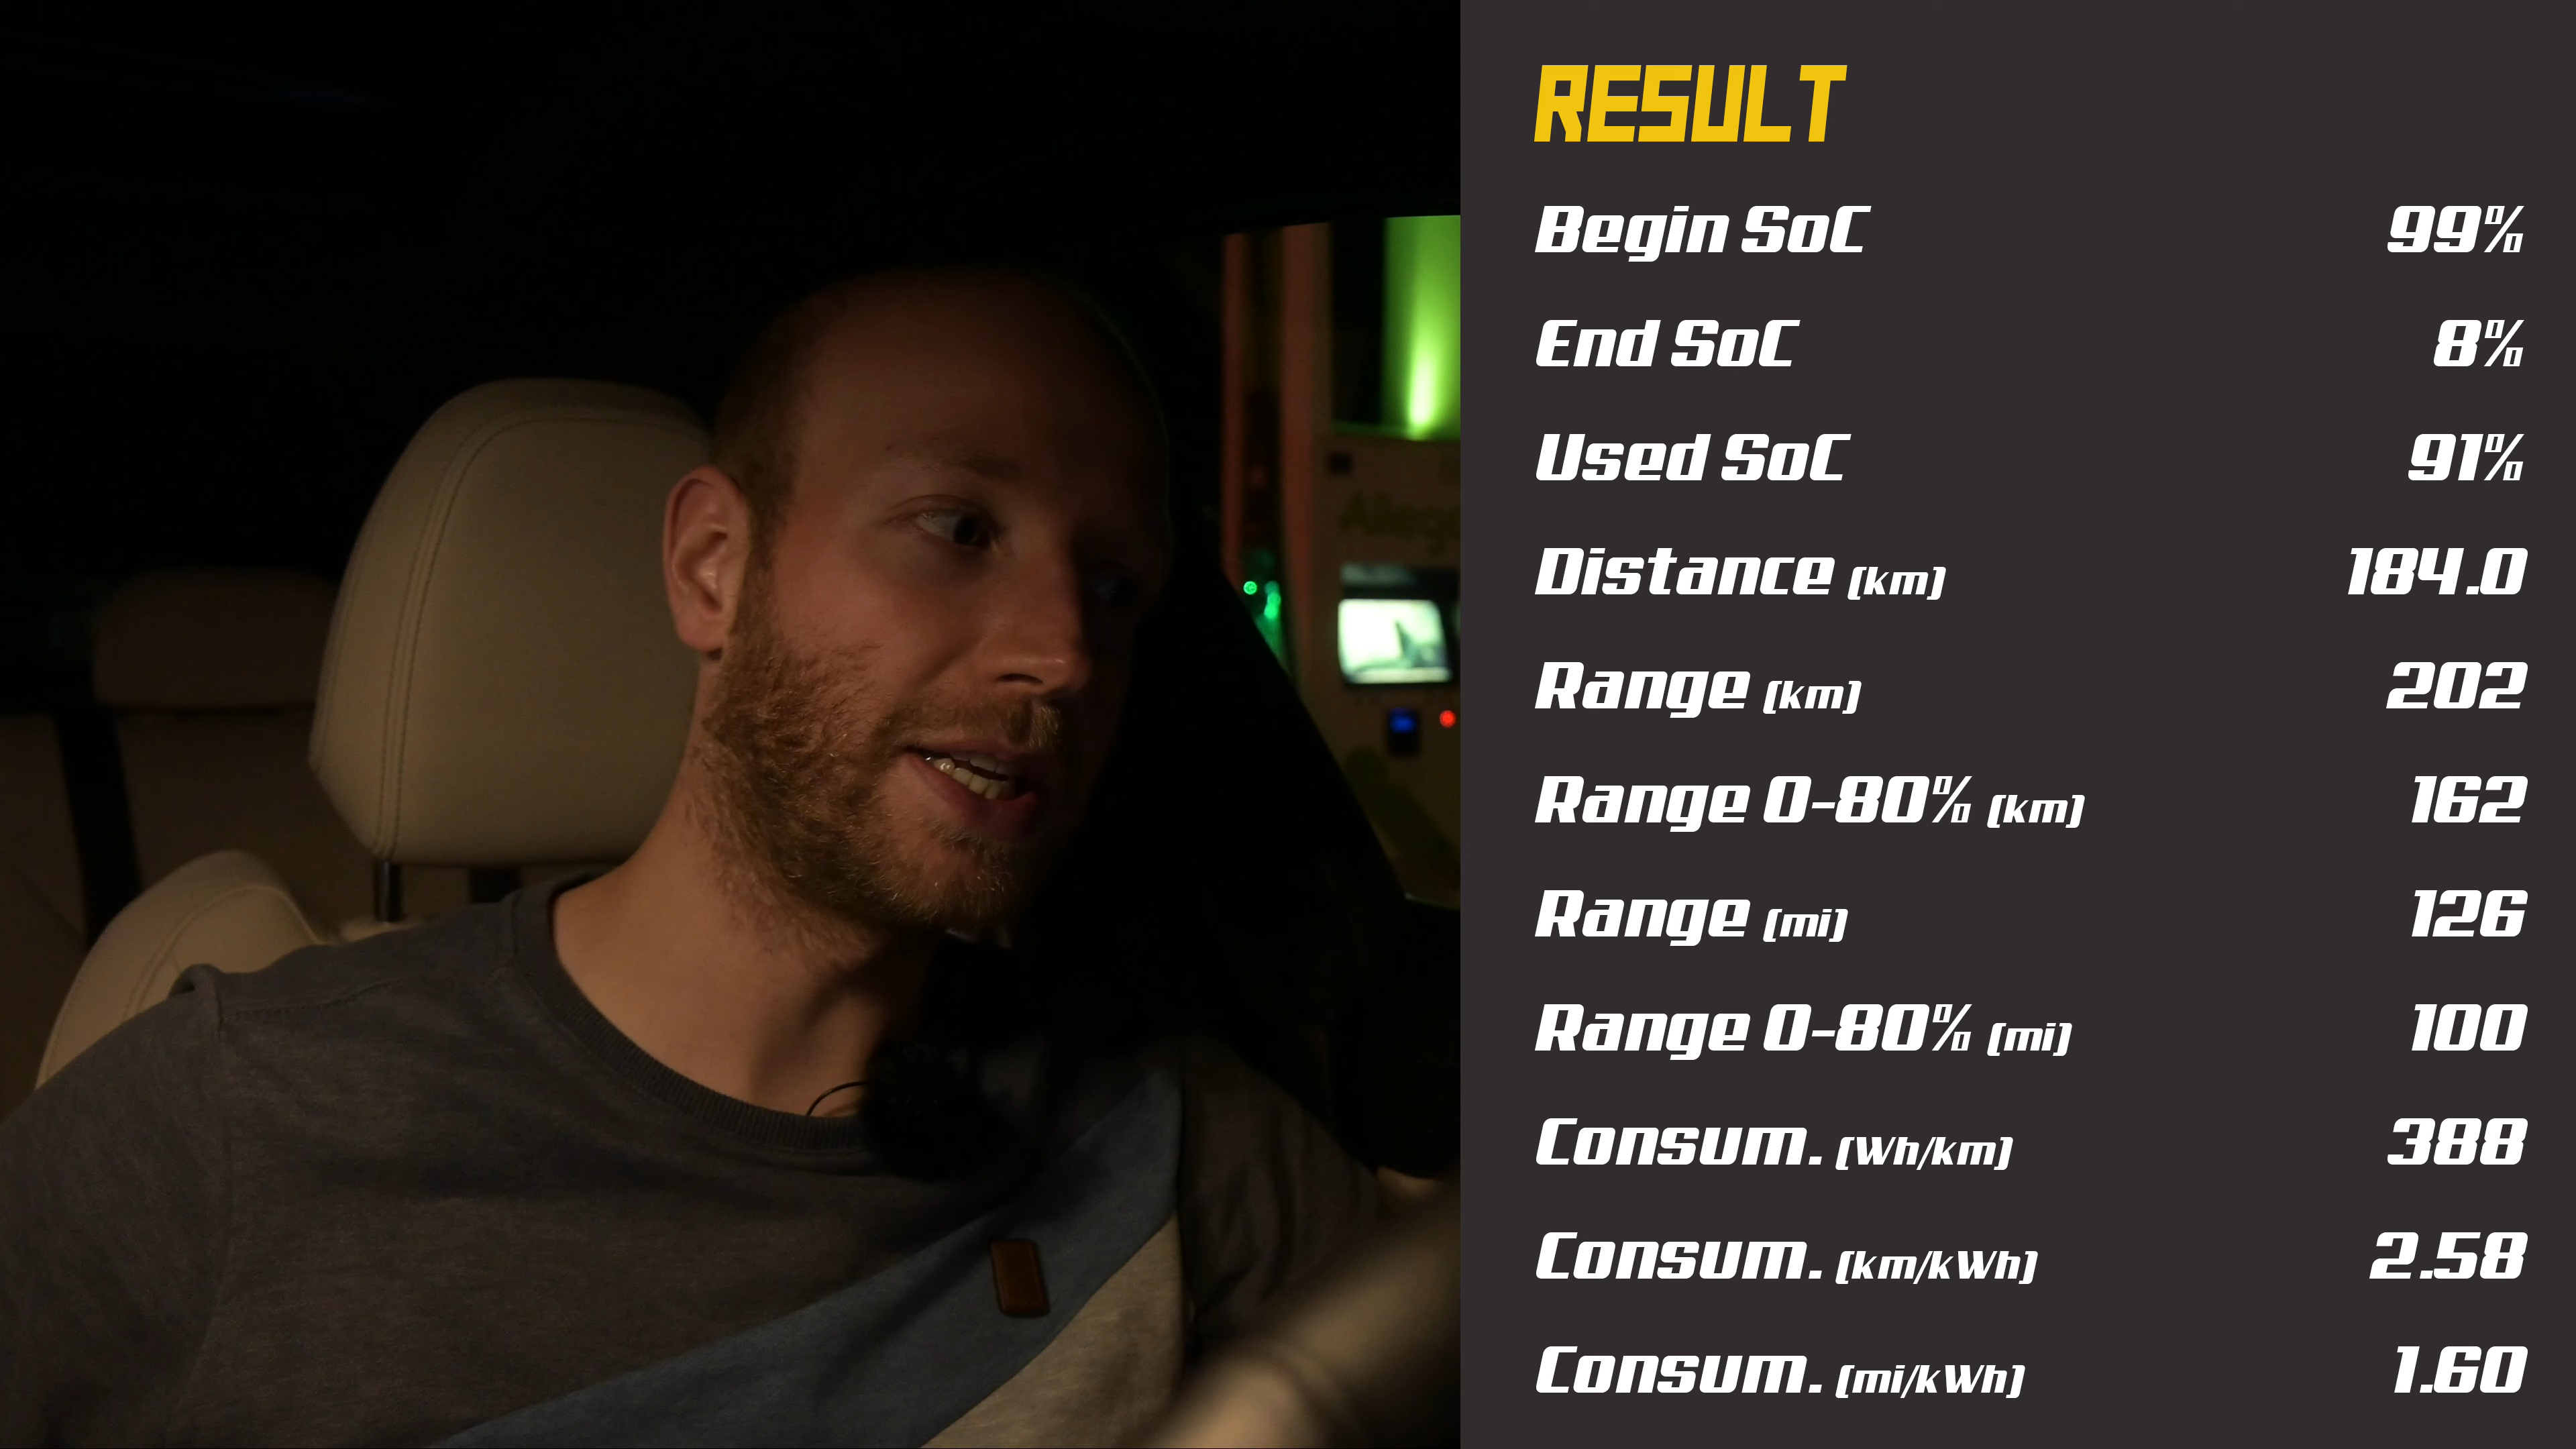 RESULT
Begin SoC 99%
End SoC 8%
Used SoC 91%
Distance (km) 184.0
Range (km) 202
Range 0-80% (km) 162
Range (mi) 126
Range 0-80% (mi) 100
Consum. (Wh/km) 388
Consum. (km/kWh) 2.58
Consum. (mi/kWh) 1.60